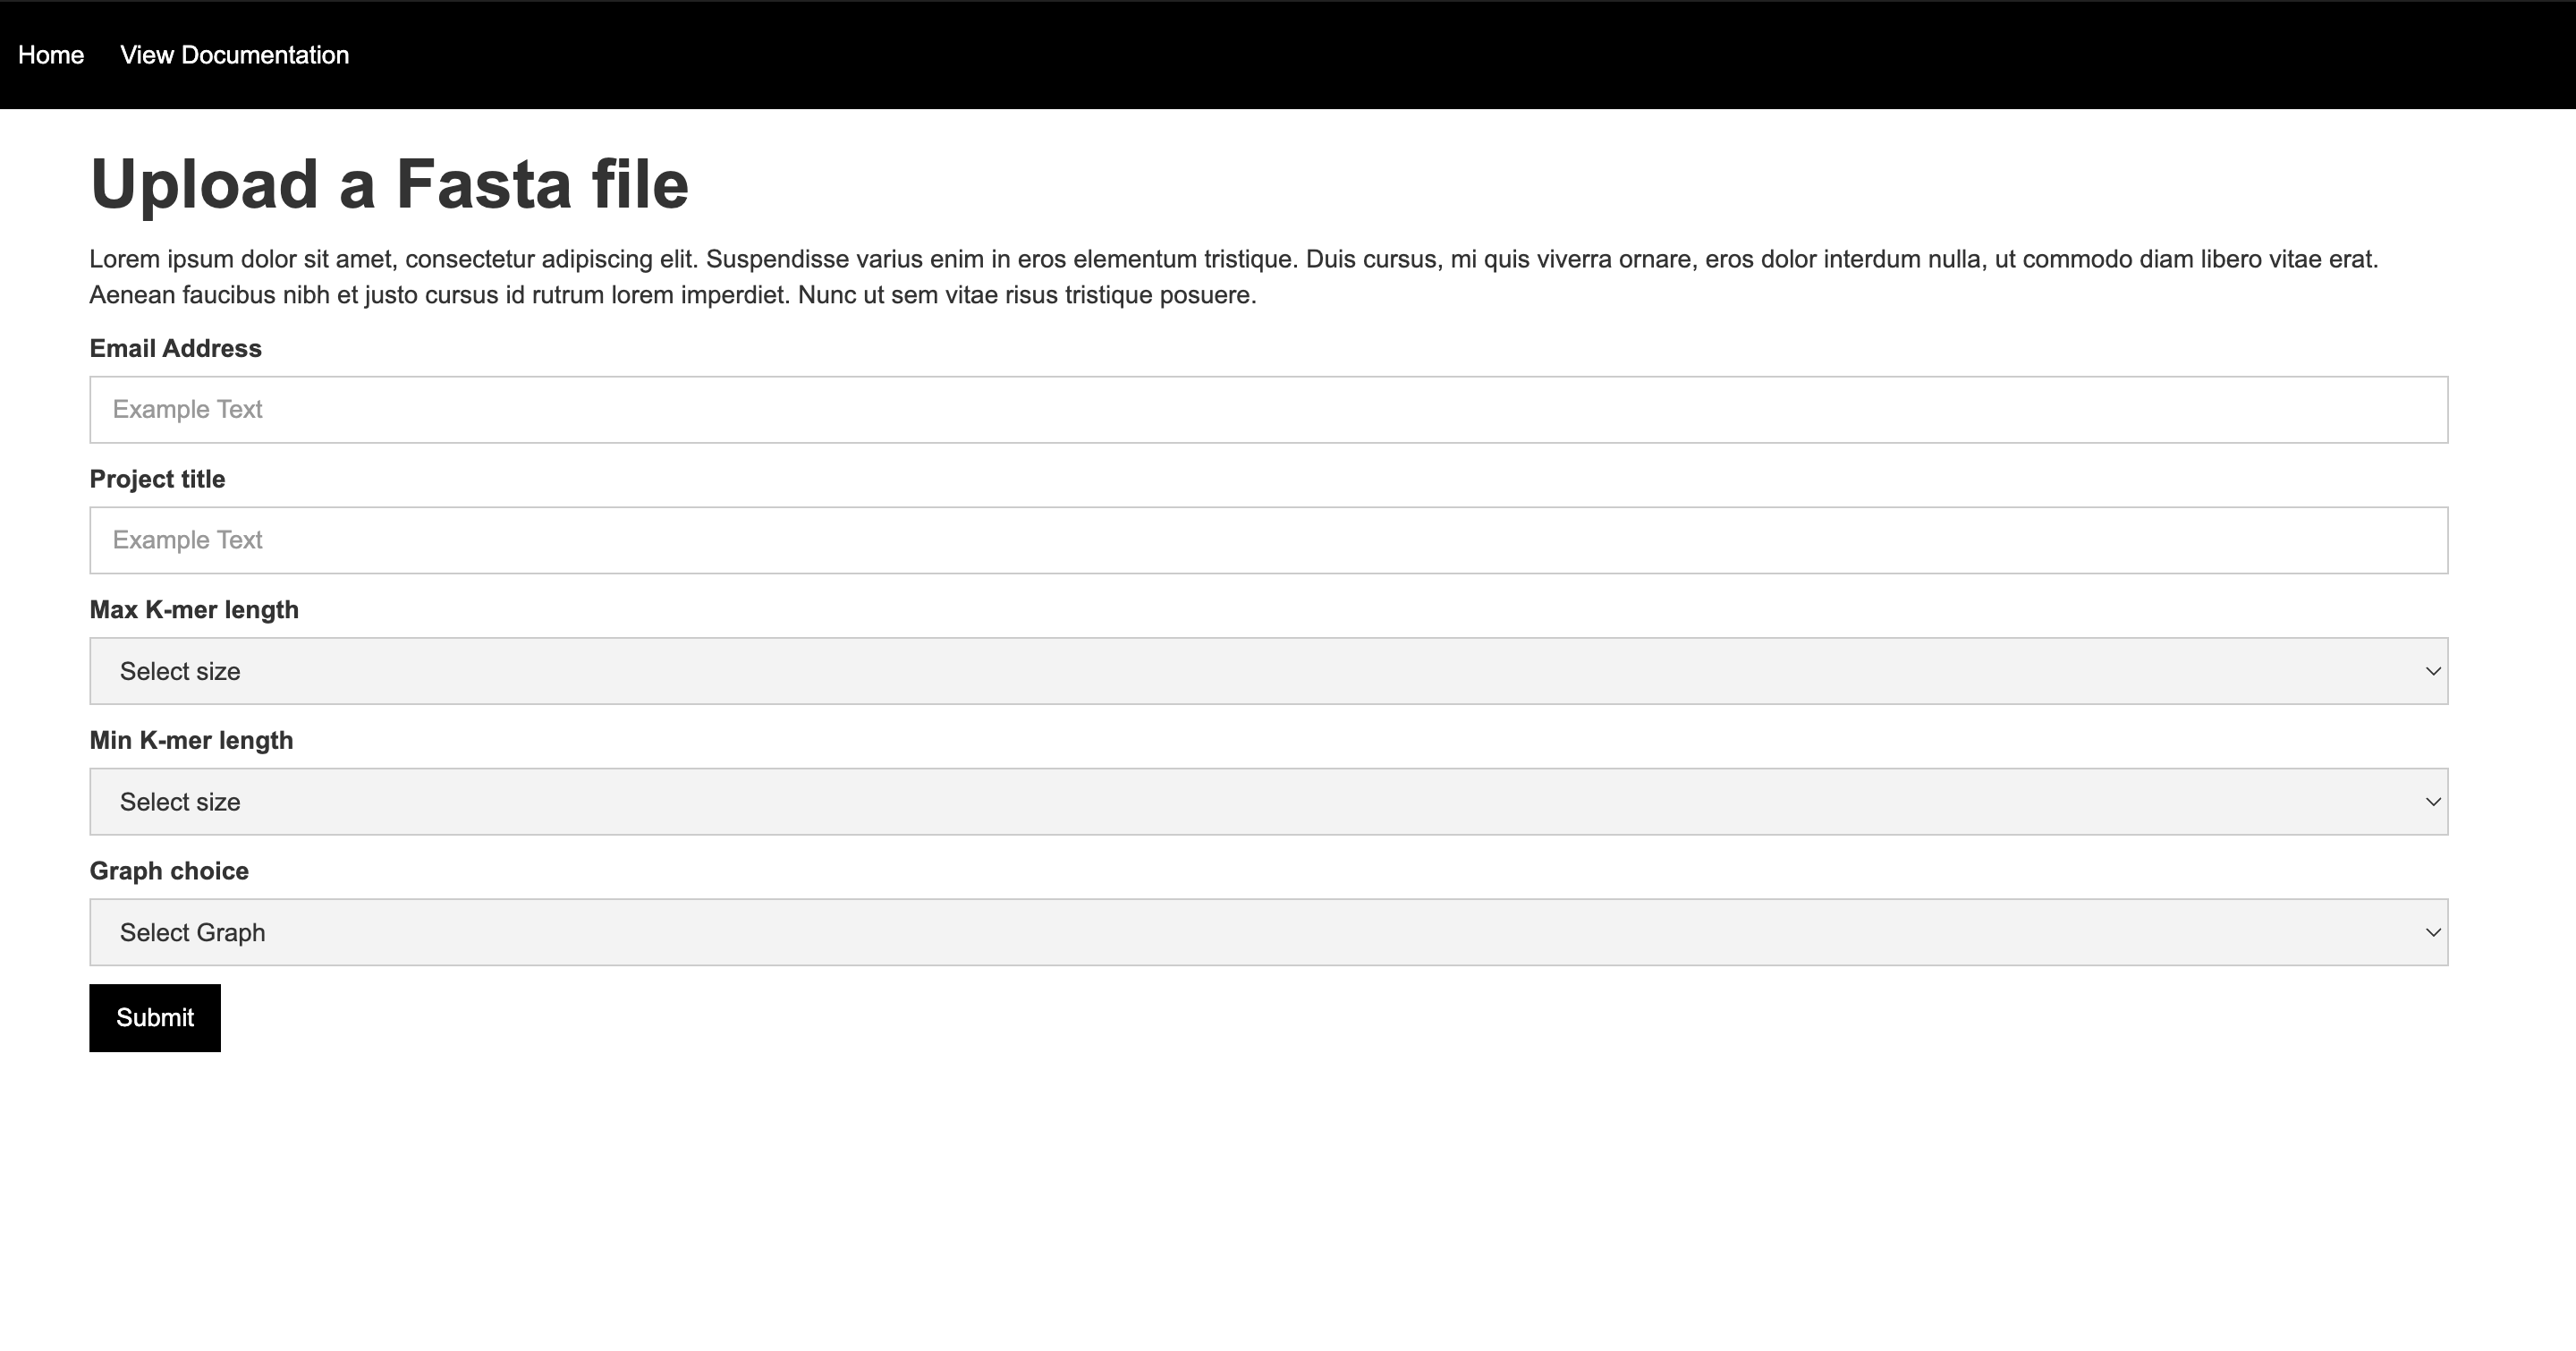 Home View Documentation
Upload a Fasta file
Lorem ipsum dolor sit amet, consectetur adipiscing elit. Suspendisse varius enim in eros elementum tristique. Duis cursus, mi quis viverra ornare, eros dolor interdum nulla, ut commodo diam libero vitae erat.
Aenean faucibus nibh et justo cursus id rutrum lorem imperdiet. Nunc ut sem vitae risus tristique posuere.
Email Address
Example Text
Project title
Example Text
Max K-mer length
Select size
Min K-mer length
Select size
Graph choice
Select Graph
Submit